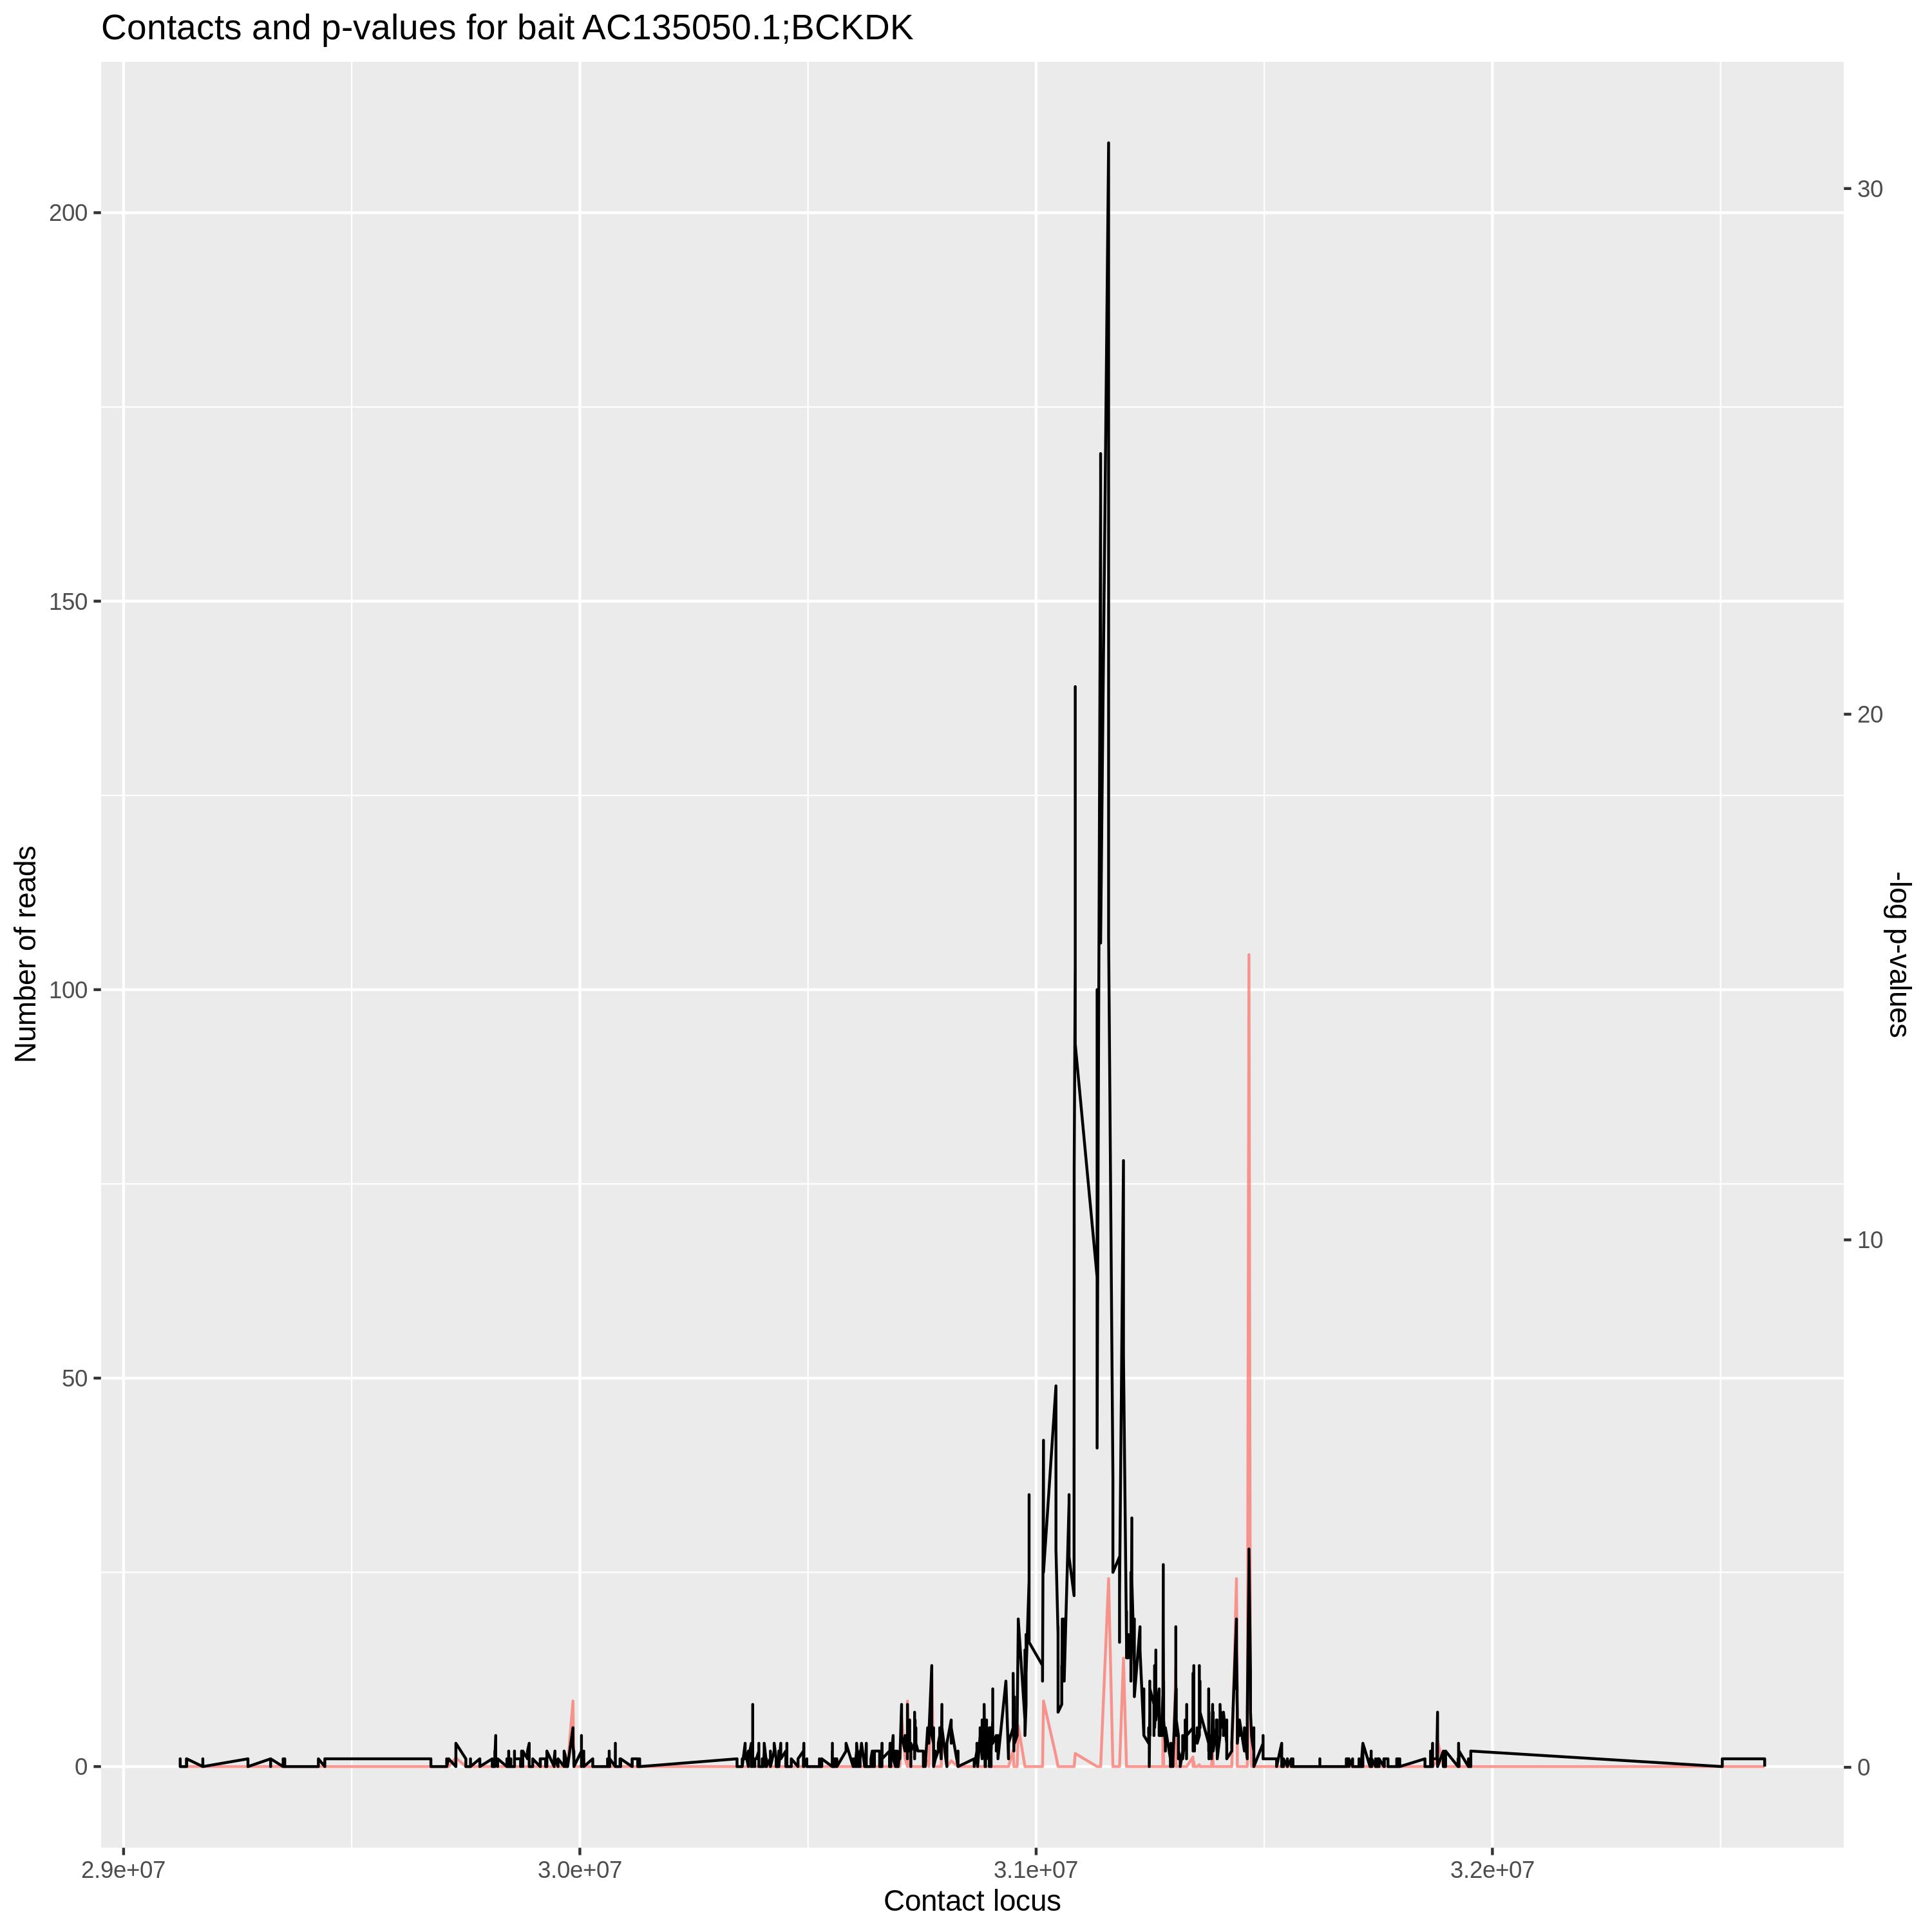 Contacts and p-values for bait AC135050.1;BCKDK
200
150
100
50
0
30
20
10
0
Number of reads
-log p-values
2.9e+07
3.0e+07
3.1e+07
3.2e+07
Contact locus